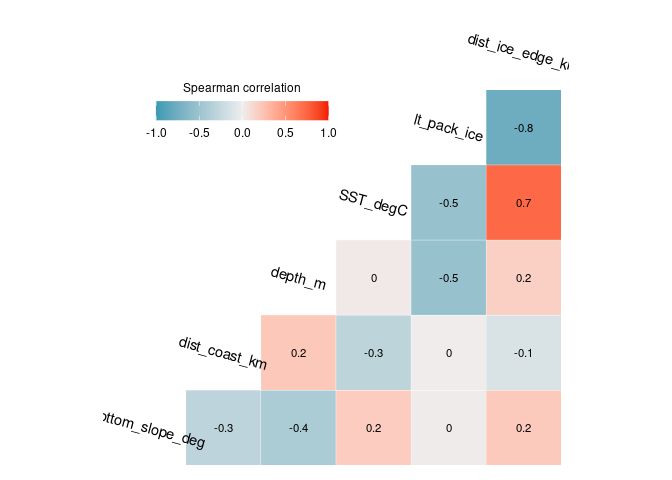 dist_ice_edge_k
Spearman correlation
-1.0 -0.5 0.0 0.5 1.0
lt_pack_ice
-0.8
SST_degC
-0.5 0.7
depth_m
0 -0.5 0.2
dist_coast_km
0.2 -0.3 0 -0.1
ottom_slope_deg
-0.3 -0.4 0.2 0 0.2